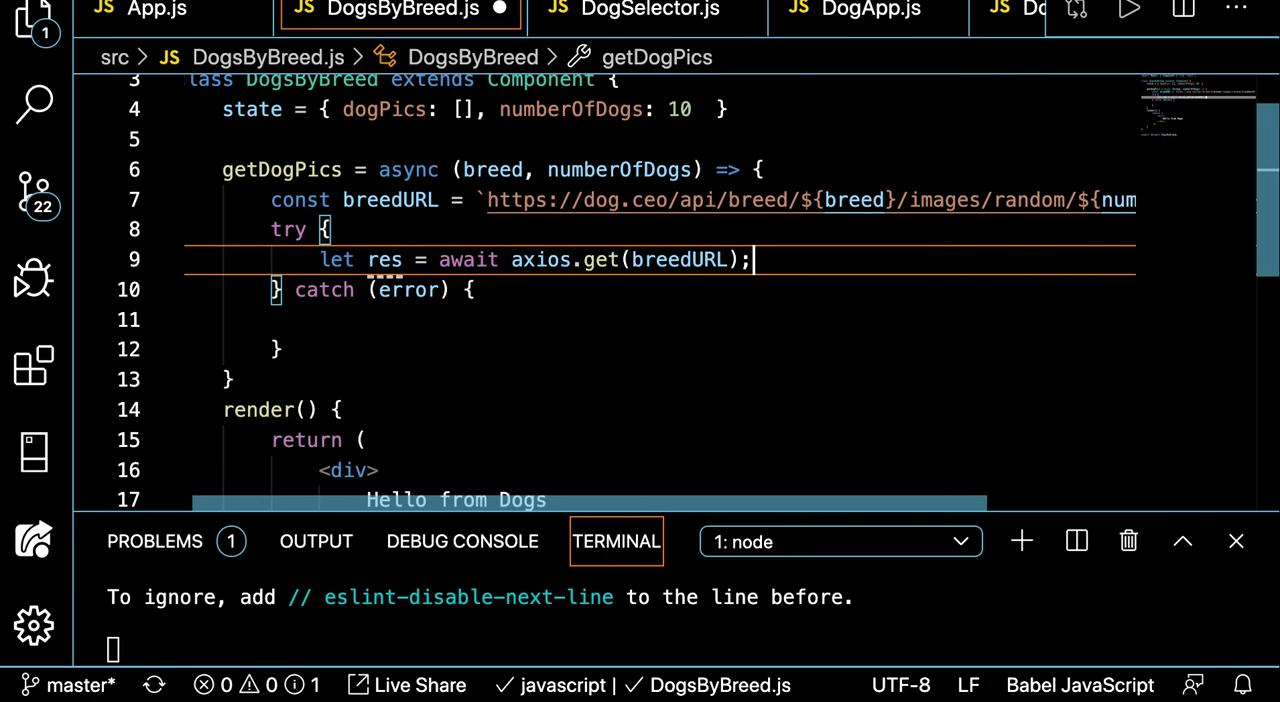 JS App.js JS DogsByBreed.js ● JS DogSelector.js JS DogApp.js JS
1
src > JS DogsByBreed.js > DogsByBreed > getDogPics
3 lass DogsByBreed extends Component {
4 state = { dogPics: [], numberOfDogs: 10 }
5
6 getDogPics = async (breed, numberOfDogs) => {
7 const breedURL = `https://dog.ceo/api/breed/${breed}/images/random/${num
8 try {
9 let res = await axios.get(breedURL);
10 } catch (error) {
11
12 }
13 }
14 render() {
15 return (
16 <div>
17 Hello from Dogs
22
PROBLEMS 1 OUTPUT DEBUG CONSOLE TERMINAL 1: node
To ignore, add // eslint-disable-next-line to the line before.
master* 0 0 1 Live Share ✓ javascript | ✓ DogsByBreed.js UTF-8 LF Babel JavaScript